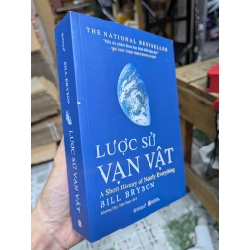 THE NATIONAL BESTSELLER
LƯỢC SỬ
VẠN VẬT
A Short History of Nearly Everything
BILL BRYSON
BILL BRYSON
LƯỢC SỬ VẠN VẬT